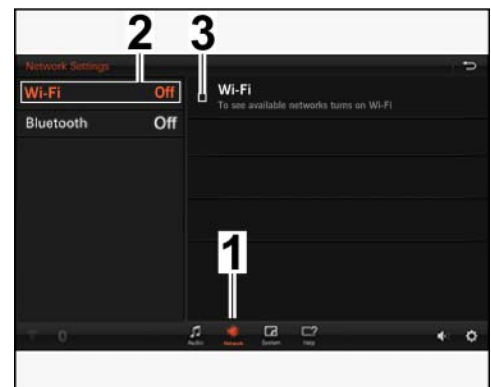 2 3
Network Settings
Wi-Fi Off
Wi-Fi
To see available networks turns on Wi-Fi
Bluetooth Off
1
0
Audio Network System Help